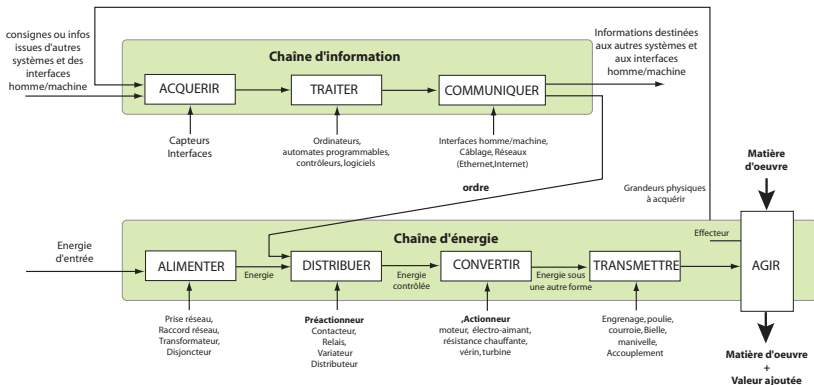 consignes ou infos
issues d'autres
systèmes et des
interfaces
homme/machine
Chaîne d'information
Informations destinées
aux autres systèmes et
aux interfaces
homme/machine
ACQUERIR
TRAITER
COMMUNIQUER
Capteurs
Interfaces
Ordinateurs,
automates programmables,
contrôleurs, logiciels
Interfaces homme/machine,
Câblage, Réseaux
(Ethernet,Internet)
ordre
Grandeurs physiques
à acquérir
Matière
d'oeuvre
Energie
d'entrée
Chaîne d'énergie
Effecteur
ALIMENTER
Energie
DISTRIBUER
Energie
contrôlée
CONVERTIR
Energie sous
une autre forme
TRANSMETTRE
AGIR
Prise réseau,
Raccord réseau,
Transformateur,
Disjoncteur
Préactionneur
Contacteur,
Relais,
Variateur
Distributeur
,Actionneur
moteur, électro-aimant,
résistance chauffante,
vérin, turbine
Engrenage, poulie,
courroie, Bielle,
manivelle,
Accouplement
Matière d'oeuvre
+
Valeur ajoutée